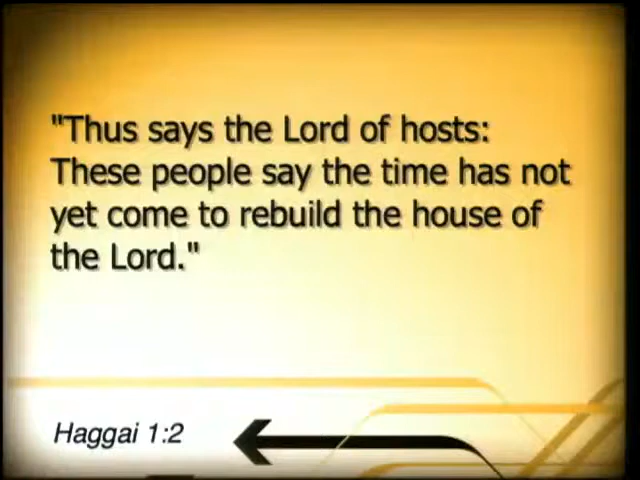 "Thus says the Lord of hosts:
These people say the time has not
yet come to rebuild the house of
the Lord."
Haggai 1:2